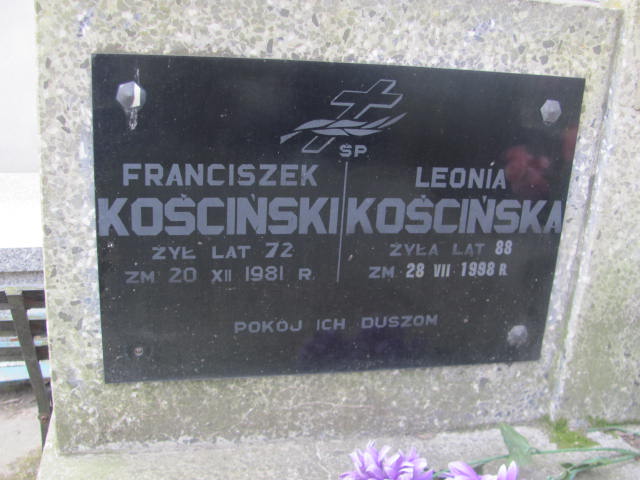 ŚP
FRANCISZEK
KOŚCIŃSKI
ŻYŁ LAT 72
ZM 20 XII 1981 R.
LEONIA
KOŚCIŃSKA
ŻYŁA LAT 88
ZM 28 VII 1998 R.
POKÓJ ICH DUSZOM